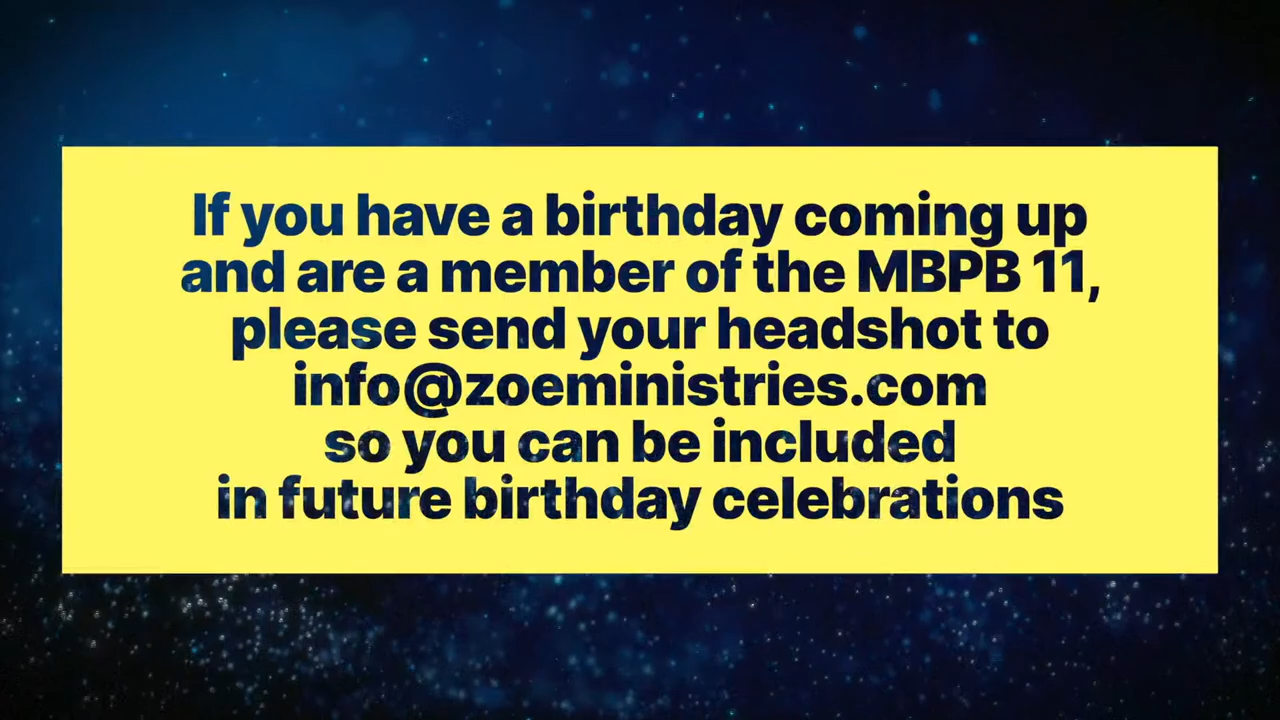 If you have a birthday coming up
and are a member of the MBPB 11,
please send your headshot to
info@zoeministries.com
so you can be included
in future birthday celebrations